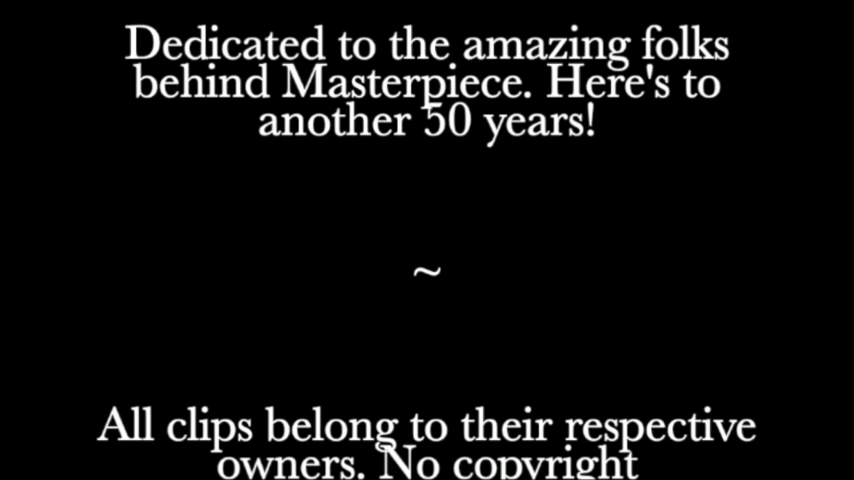 Dedicated to the amazing folks
behind Masterpiece. Here's to
another 50 years!
~
All clips belong to their respective
owners. No copyright